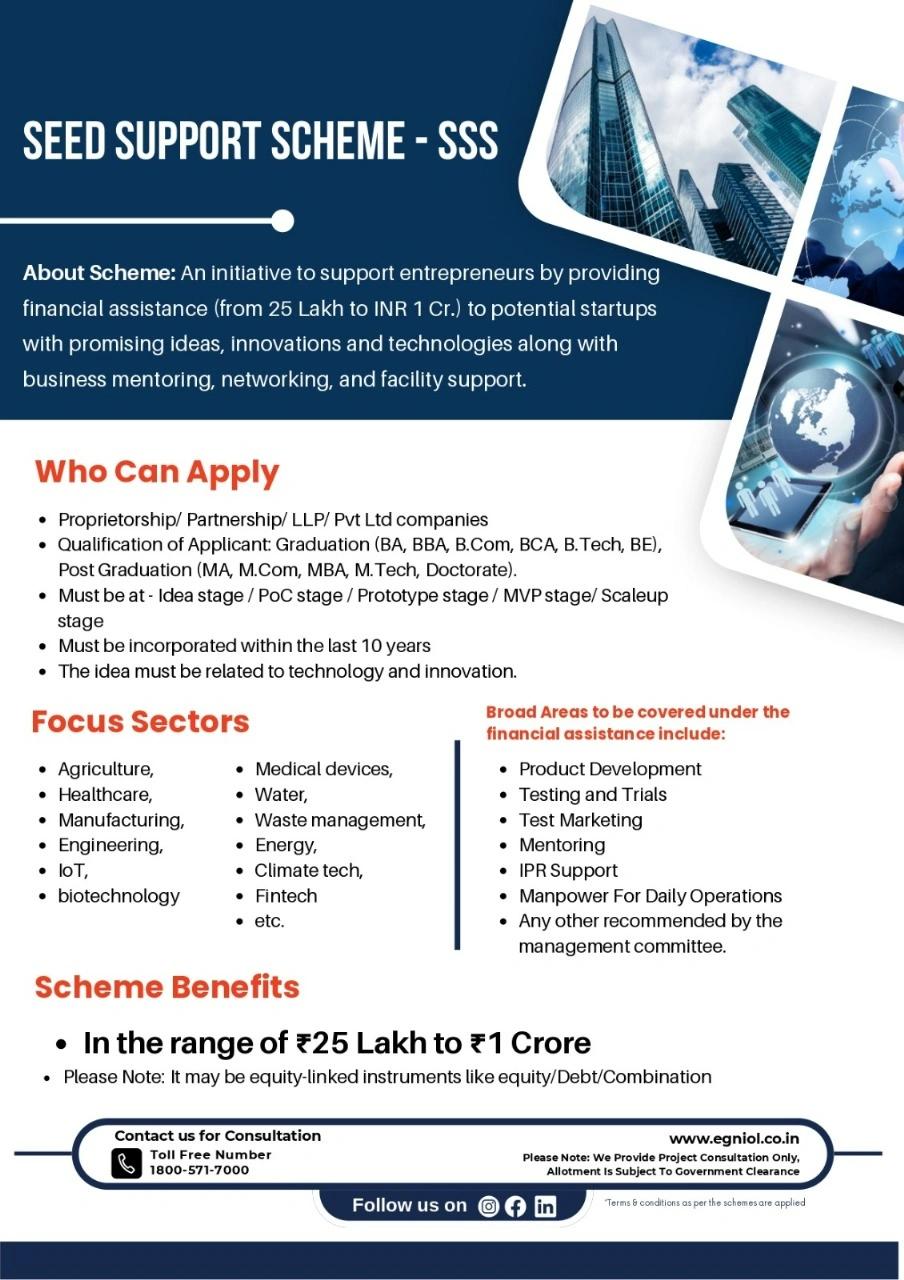 SEED SUPPORT SCHEME - SSS
About Scheme: An initiative to support entrepreneurs by providing
financial assistance (from 25 Lakh to INR 1 Cr.) to potential startups
with promising ideas, innovations and technologies along with
business mentoring, networking, and facility support.
Who Can Apply
• Proprietorship/ Partnership/ LLP/ Pvt Ltd companies
• Qualification of Applicant: Graduation (BA, BBA, B.Com, BCA, B.Tech, BE),
Post Graduation (MA, M.Com, MBA, M.Tech, Doctorate).
• Must be at - Idea stage / PoC stage / Prototype stage / MVP stage/ Scaleup
stage
• Must be incorporated within the last 10 years
• The idea must be related to technology and innovation.
Focus Sectors
• Agriculture,
• Healthcare,
• Manufacturing,
• Engineering,
• IoT,
• biotechnology
• Medical devices,
• Water,
• Waste management,
• Energy,
• Climate tech,
• Fintech
• etc.
Broad Areas to be covered under the
financial assistance include:
• Product Development
• Testing and Trials
• Test Marketing
• Mentoring
• IPR Support
• Manpower For Daily Operations
• Any other recommended by the
management committee.
Scheme Benefits
• In the range of ₹25 Lakh to ₹1 Crore
• Please Note: It may be equity-linked instruments like equity/Debt/Combination
Contact us for Consultation
Toll Free Number
1800-571-7000
www.egniol.co.in
Please Note: We Provide Project Consultation Only,
Allotment Is Subject To Government Clearance
Follow us on
*Terms & conditions as per the schemes are applied